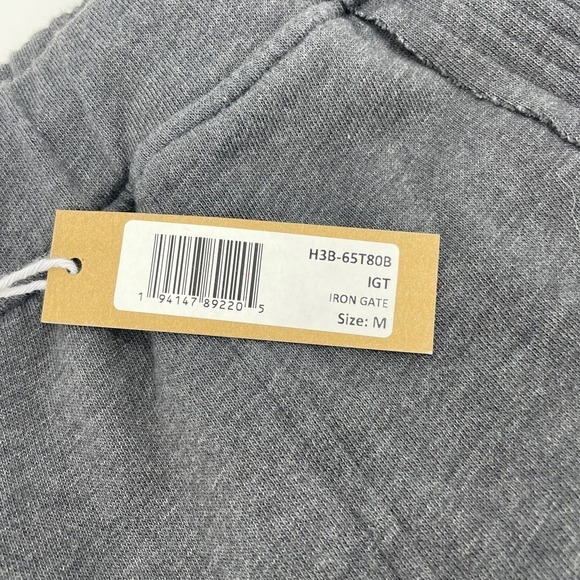 H3B-65T80B
IGT
IRON GATE
Size: M
1 94147 89220 5